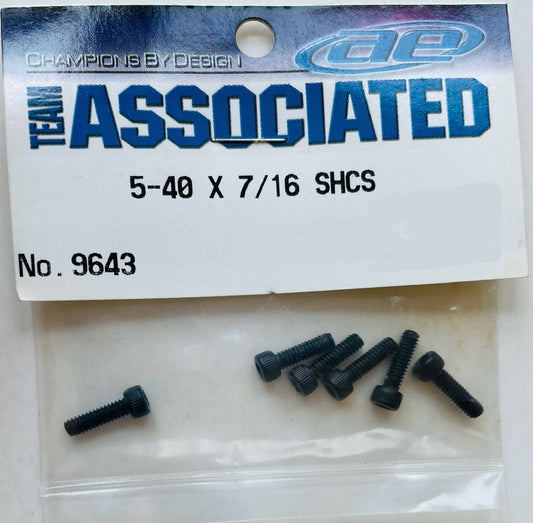 CHAMPIONS BY DESIGN
ae
TEAM ASSOCIATED
5-40 X 7/16 SHCS
No. 9643